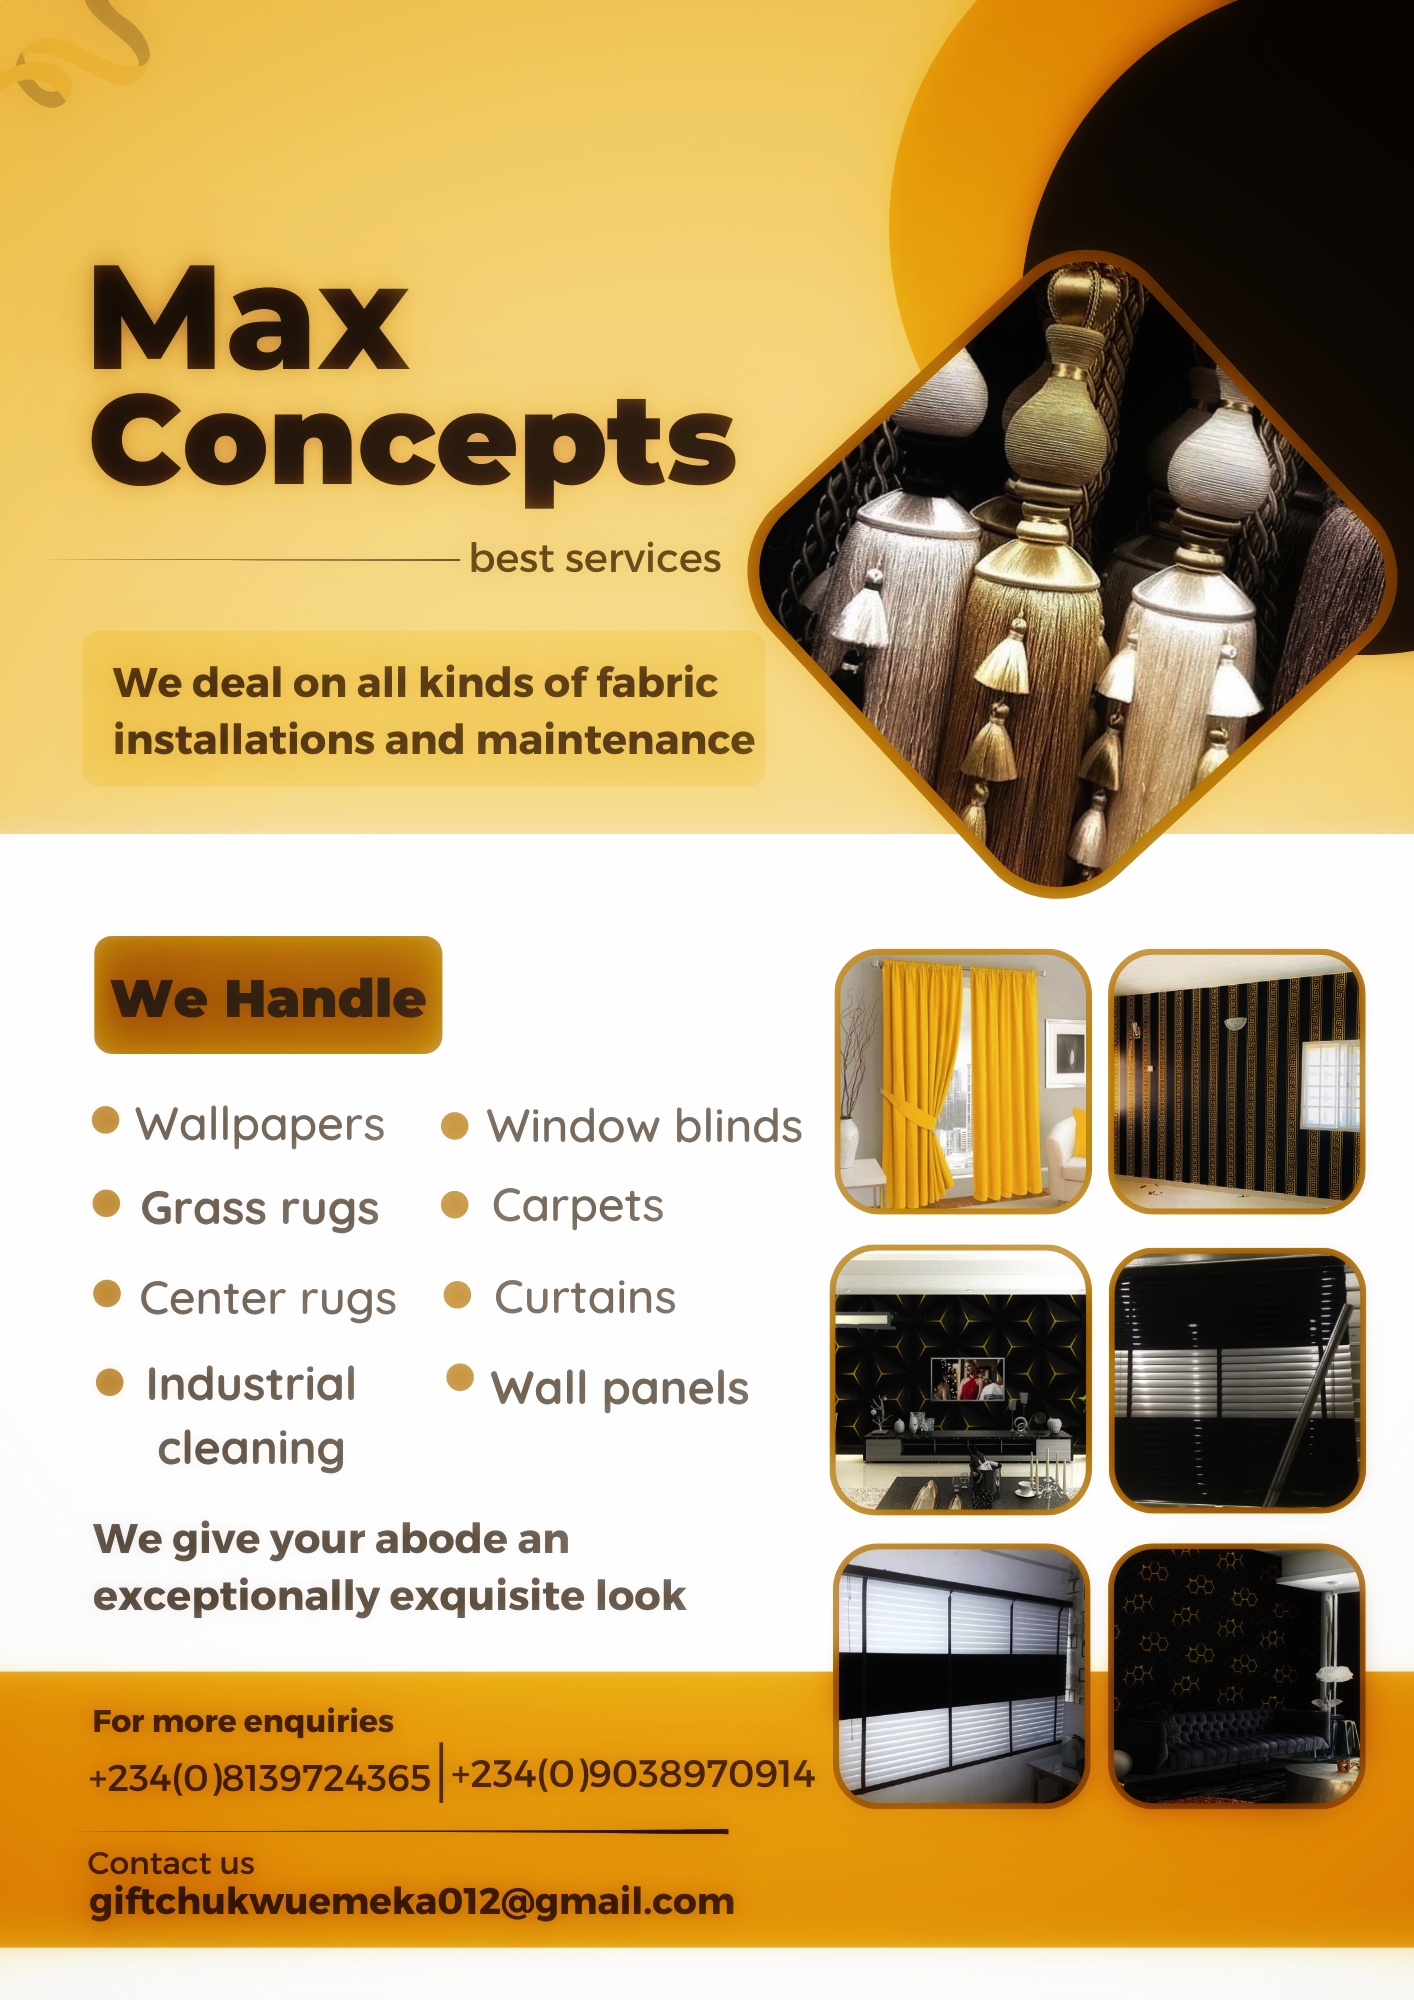 Max
Concepts
best services
We deal on all kinds of fabric
installations and maintenance
We Handle
Wallpapers
Window blinds
Grass rugs
Carpets
Center rugs
Curtains
Industrial
cleaning
Wall panels
We give your abode an
exceptionally exquisite look
For more enquiries
+234(0)8139724365|+234(0)9038970914
Contact us
giftchukwuemeka012@gmail.com